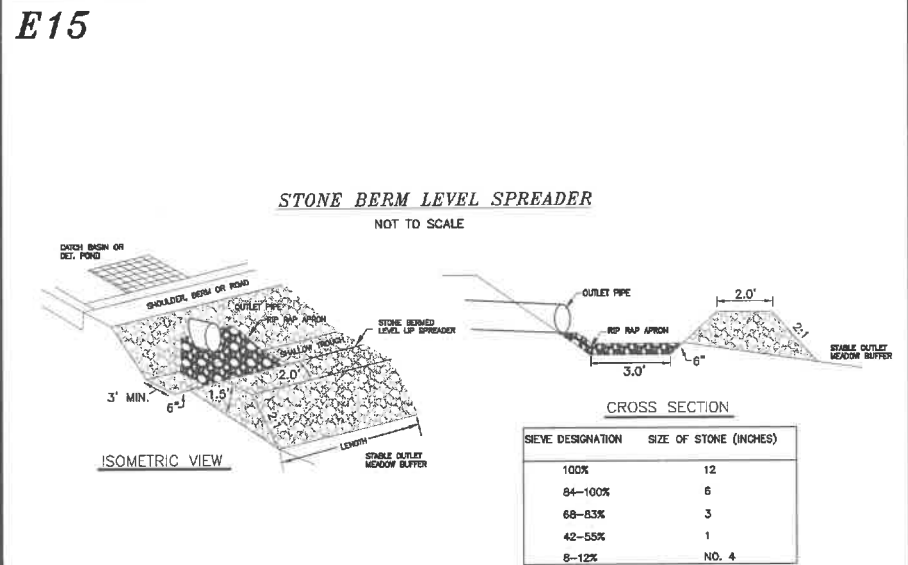 E15
STONE BERM LEVEL SPREADER
NOT TO SCALE
CATCH BASIN OR
DET. POND
SHOULDER, BERM OR ROAD
OUTLET PIPE
RIP RAP APRON
SHALLOW TROUGH
STONE BERMED
LEVEL LIP SPREADER
3' MIN.
6"
1.5'
2.0'
2'
LENGTH
STABLE OUTLET
MEADOW BUFFER
ISOMETRIC VIEW
OUTLET PIPE
RIP RAP APRON
3.0'
6"
2.0'
2:1
STABLE OUTLET
MEADOW BUFFER
CROSS SECTION
SIEVE DESIGNATION SIZE OF STONE (INCHES)
100% 12
84-100% 6
68-83% 3
42-55% 1
8-12% NO. 4